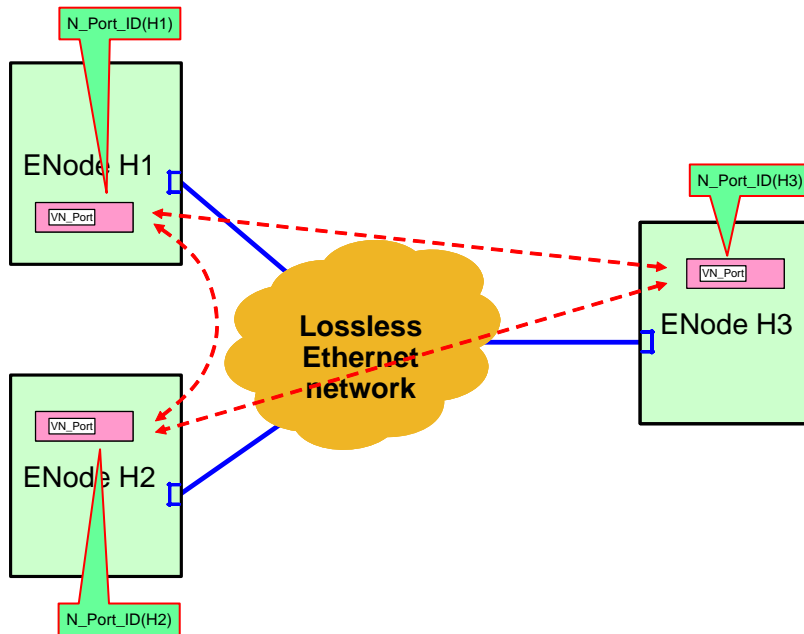 N_Port_ID(H1)
ENode H1
VN_Port
N_Port_ID(H3)
VN_Port
ENode H3
Lossless
Ethernet
network
VN_Port
ENode H2
N_Port_ID(H2)